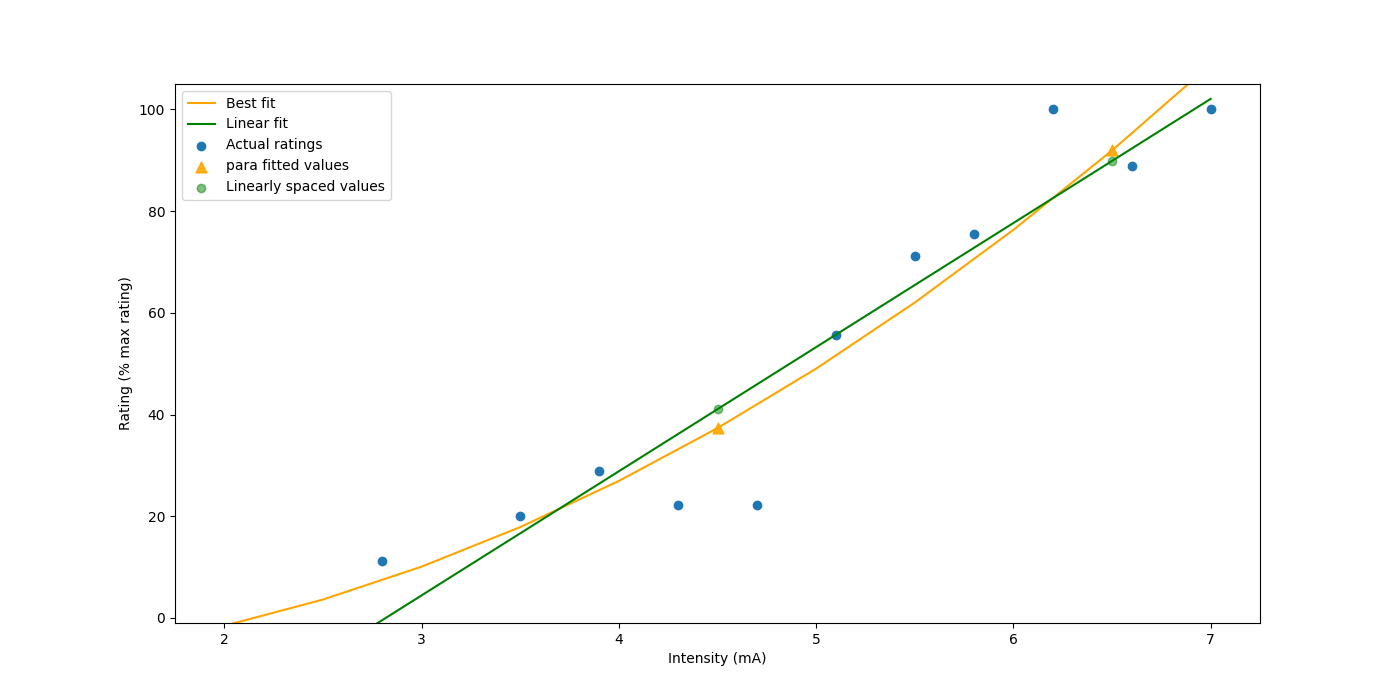 Best fit
Linear fit
Actual ratings
para fitted values
Linearly spaced values
100
80
60
40
20
0
Rating (% max rating)
2 3 4 5 6 7
Intensity (mA)